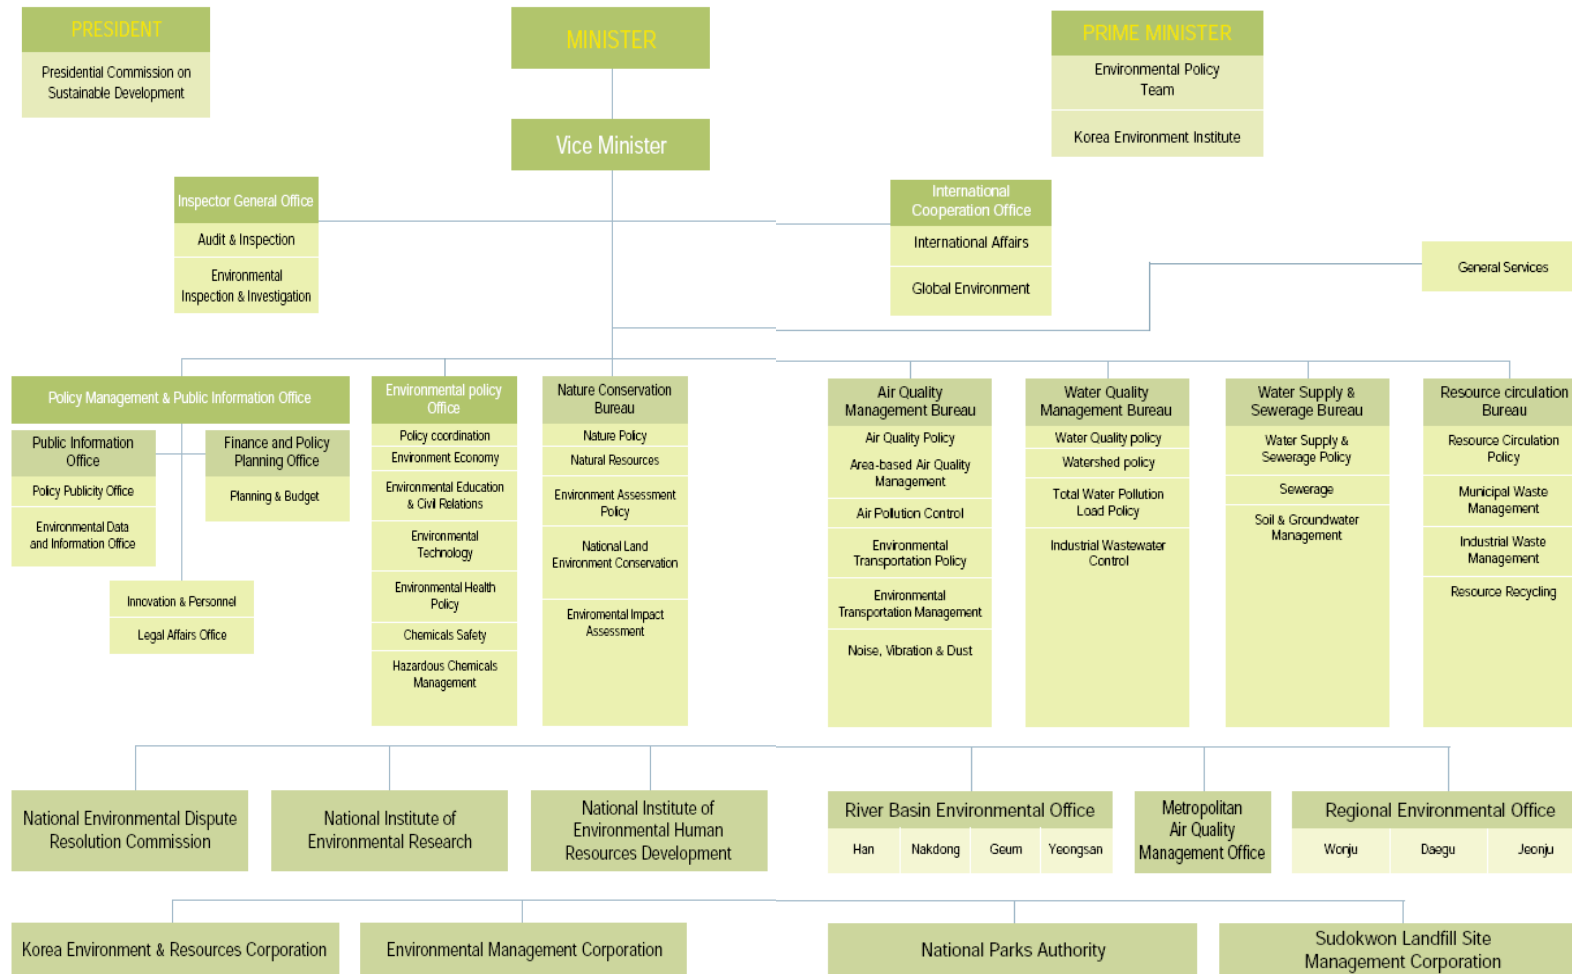 PRESIDENT
Presidential Commission on
Sustainable Development
MINISTER
PRIME MINISTER
Environmental Policy
Team
Korea Environment Institute
Vice Minister
Inspector General Office
Audit & Inspection
Environmental
Inspection & Investigation
International
Cooperation Office
International Affairs
Global Environment
General Services
Policy Management & Public Information Office
Public Information
Office
Policy Publicity Office
Environmental Data
and Information Office
Finance and Policy
Planning Office
Planning & Budget
Innovation & Personnel
Legal Affairs Office
Environmental policy
Office
Policy coordination
Environment Economy
Environmental Education
& Civil Relations
Environmental
Technology
Environmental Health
Policy
Chemicals Safety
Hazardous Chemicals
Management
Nature Conservation
Bureau
Nature Policy
Natural Resources
Environment Assessment
Policy
National Land
Environment Conservation
Enviromental Impact
Assessment
Air Quality
Management Bureau
Air Quality Policy
Area-based Air Quality
Management
Air Pollution Control
Environmental
Transportation Policy
Environmental
Transportation Management
Noise, Vibration & Dust
Water Quality
Management Bureau
Water Quality policy
Watershed policy
Total Water Pollution
Load Policy
Industrial Wastewater
Control
Water Supply &
Sewerage Bureau
Water Supply &
Sewerage Policy
Sewerage
Soil & Groundwater
Management
Resource circulation
Bureau
Resource Circulation
Policy
Municipal Waste
Management
Industrial Waste
Management
Resource Recycling
National Environmental Dispute
Resolution Commission
National Institute of
Environmental Research
National Institute of
Environmental Human
Resources Development
River Basin Environmental Office
Han
Nakdong
Geum
Yeongsan
Metropolitan
Air Quality
Management Office
Regional Environmental Office
Wonju
Daegu
Jeonju
Korea Environment & Resources Corporation
Environmental Management Corporation
National Parks Authority
Sudokwon Landfill Site
Management Corporation